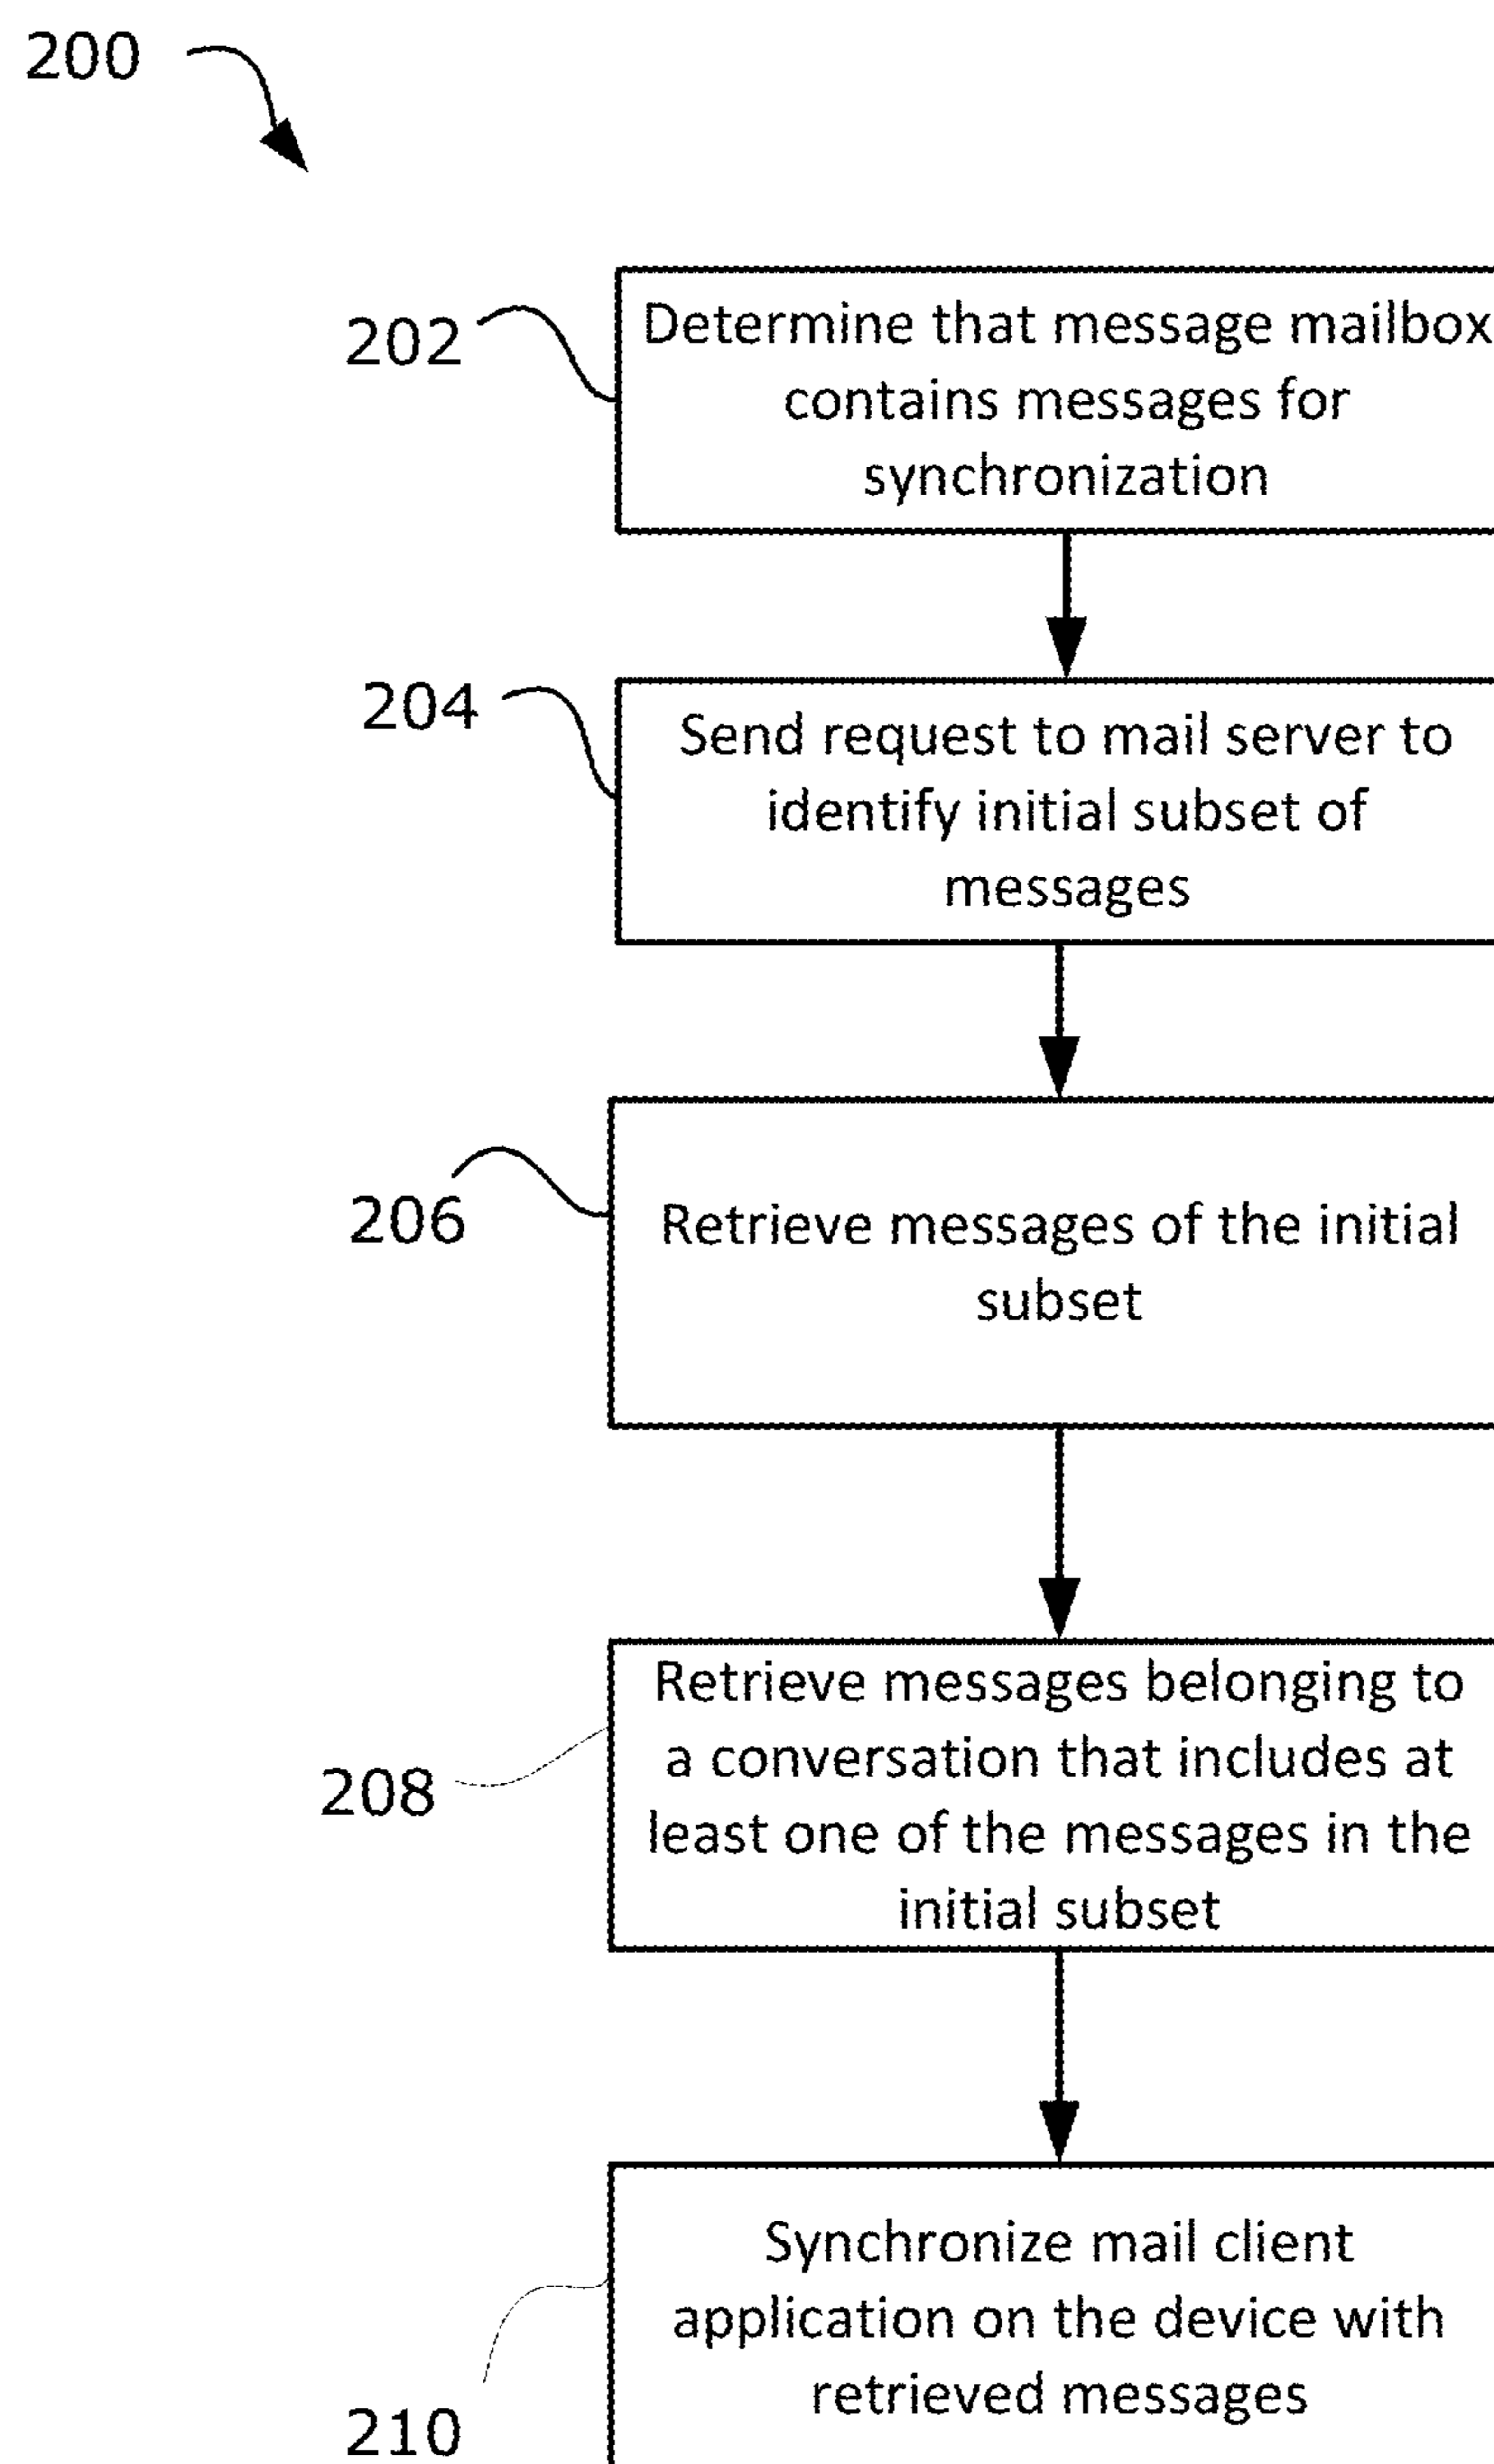 200
202
Determine that message mailbox
contains messages for
synchronization
204
Send request to mail server to
identify initial subset of
messages
206
Retrieve messages of the initial
subset
208
Retrieve messages belonging to
a conversation that includes at
least one of the messages in the
initial subset
210
Synchronize mail client
application on the device with
retrieved messages